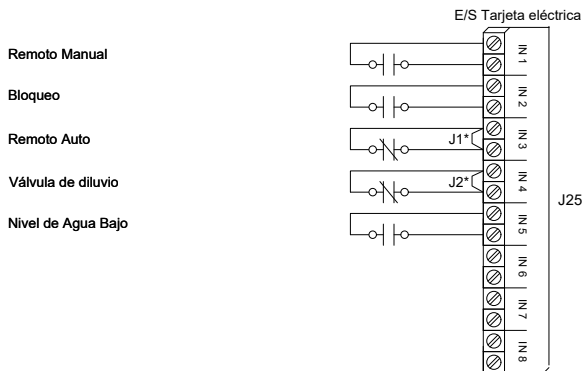 E/S Tarjeta eléctrica
Remoto Manual
IN 1
Bloqueo
IN 2
Remoto Auto
J1*
IN 3
Válvula de diluvio
J2*
IN 4
J25
Nivel de Agua Bajo
IN 5
IN 6
IN 7
IN 8